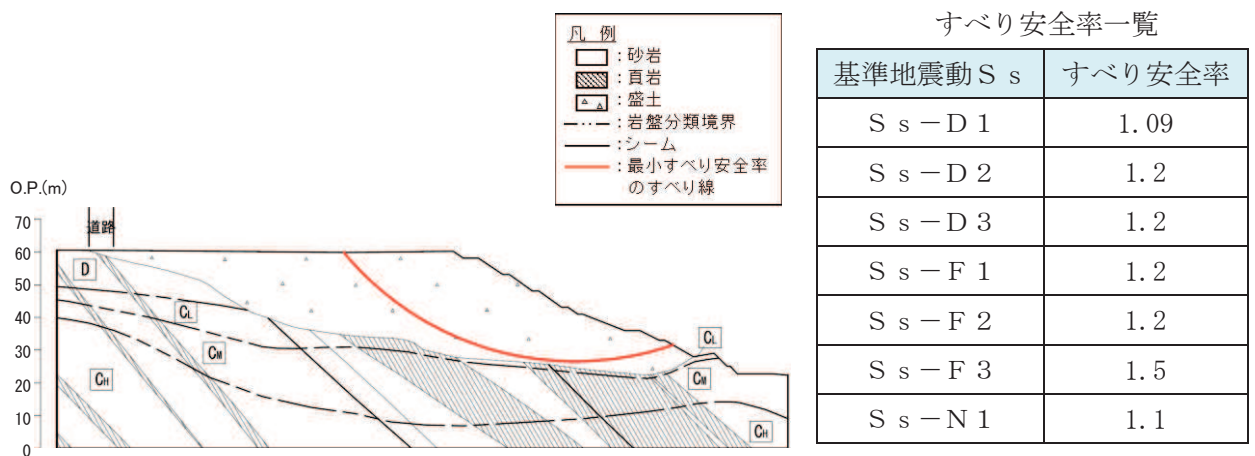 凡 例
：砂岩
：頁岩
：盛土
：岩盤分類境界
：シーム
：最小すべり安全率
のすべり線
O.P.(m)
70
60
50
40
30
20
10
0
道路
D
CL
CM
CH
CL
CM
CH
すべり安全率一覧
基準地震動Ｓｓ すべり安全率
Ｓｓ－Ｄ１ 1.09
Ｓｓ－Ｄ２ 1.2
Ｓｓ－Ｄ３ 1.2
Ｓｓ－Ｆ１ 1.2
Ｓｓ－Ｆ２ 1.2
Ｓｓ－Ｆ３ 1.5
Ｓｓ－Ｎ１ 1.1